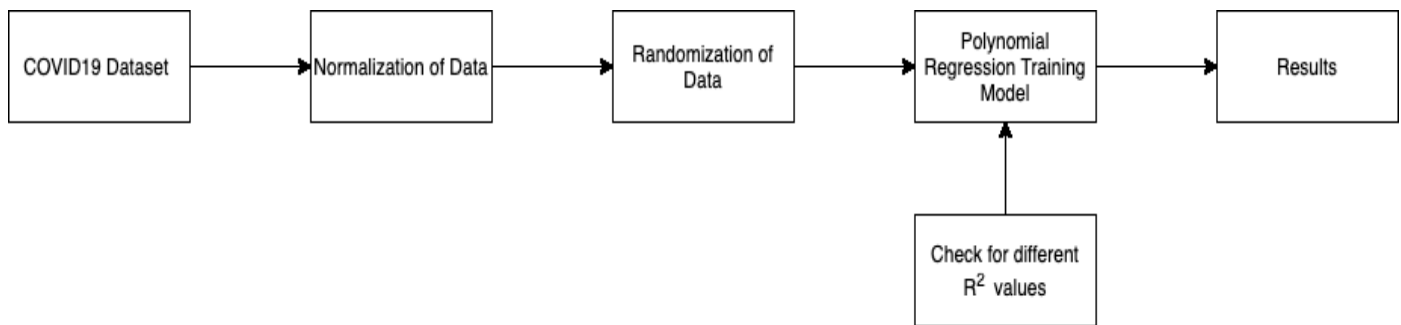 COVID19 Dataset
Normalization of Data
Randomization of
Data
Polynomial
Regression Training
Model
Results
Check for different
R² values